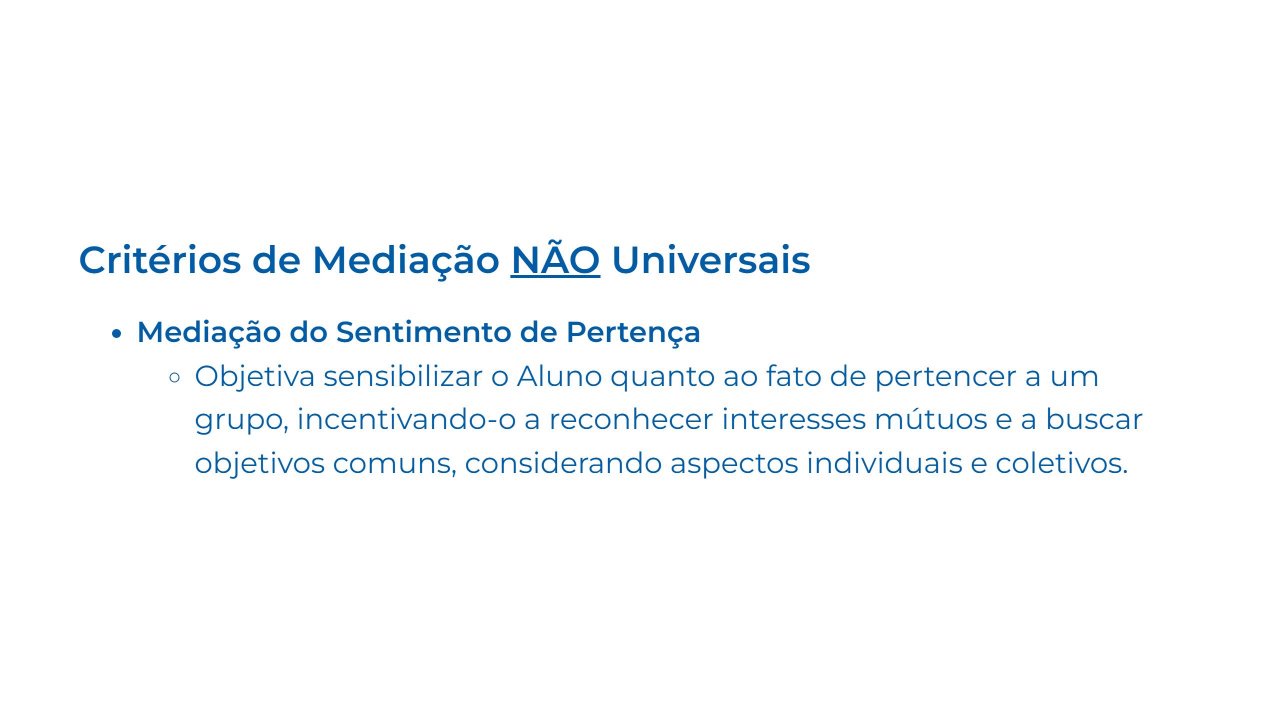 Critérios de Mediação NÃO Universais
• Mediação do Sentimento de Pertença
◦ Objetiva sensibilizar o Aluno quanto ao fato de pertencer a um
grupo, incentivando-o a reconhecer interesses mútuos e a buscar
objetivos comuns, considerando aspectos individuais e coletivos.